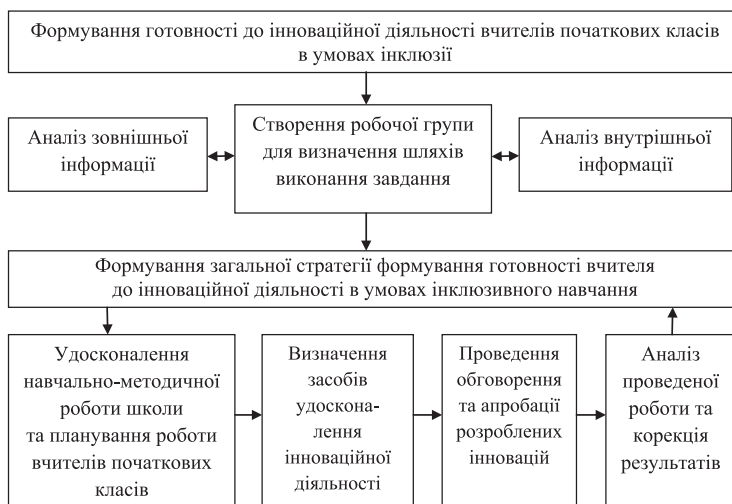 Формування готовності до інноваційної діяльності вчителів початкових класів
в умовах інклюзії
Аналіз зовнішньої
інформації
Створення робочої групи
для визначення шляхів
виконання завдання
Аналіз внутрішньої
інформації
Формування загальної стратегії формування готовності вчителя
до інноваційної діяльності в умовах інклюзивного навчання
Удосконалення
навчально-методичної
роботи школи
та планування роботи
вчителів початкових
класів
Визначення
засобів
удоскона-
лення
інноваційної
діяльності
Проведення
обговорення
та апробації
розроблених
інновацій
Аналіз
проведеної
роботи та
корекція
результатів